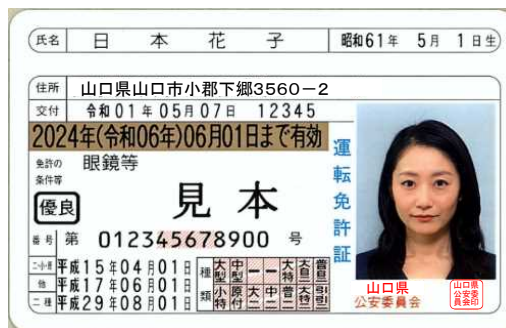 氏名 日本花子 昭和61年 5月 1日生
住所 山口県山口市小郡下郷3560-2
交付 令和01年05月07日 12345
2024年(令和06年)06月01日まで有効
免許の条件等 眼鏡等
見本
優良
番号 第 012345678900 号
二・小・原 平成15年04月01日
他 平成17年06月01日
二種 平成29年08月01日
種類 大型 中型 一 一 大特 大自二 普自二
小特 原付 大二 中二 普二 大特二 引引二
運転免許証
山口県
公安委員会
山口県公安委員会印